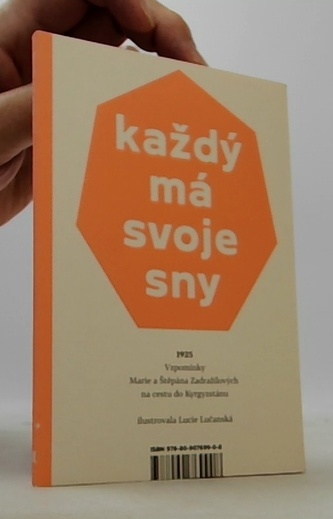 každý
má
svoje
sny
1925
Vzpomínky
Marie a Štěpána Zadražilových
na cestu do Kyrgyzstánu
ilustrovala Lucie Lučanská